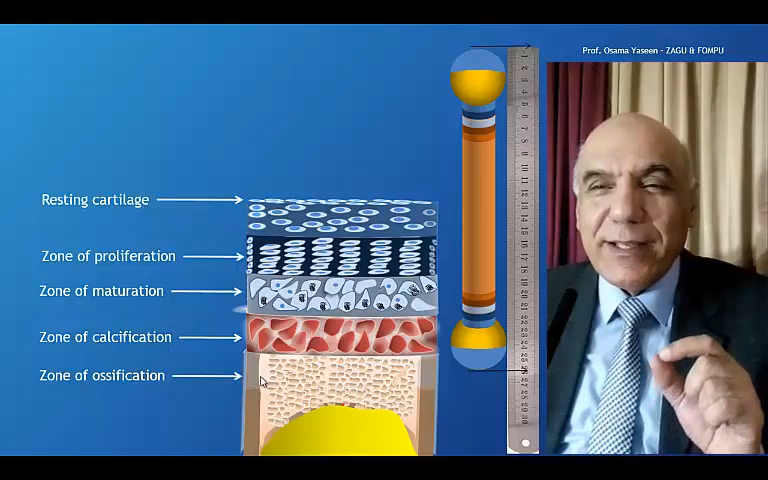 Prof. Osama Yaseen - ZAGU & FOMPU
Resting cartilage
Zone of proliferation
Zone of maturation
Zone of calcification
Zone of ossification